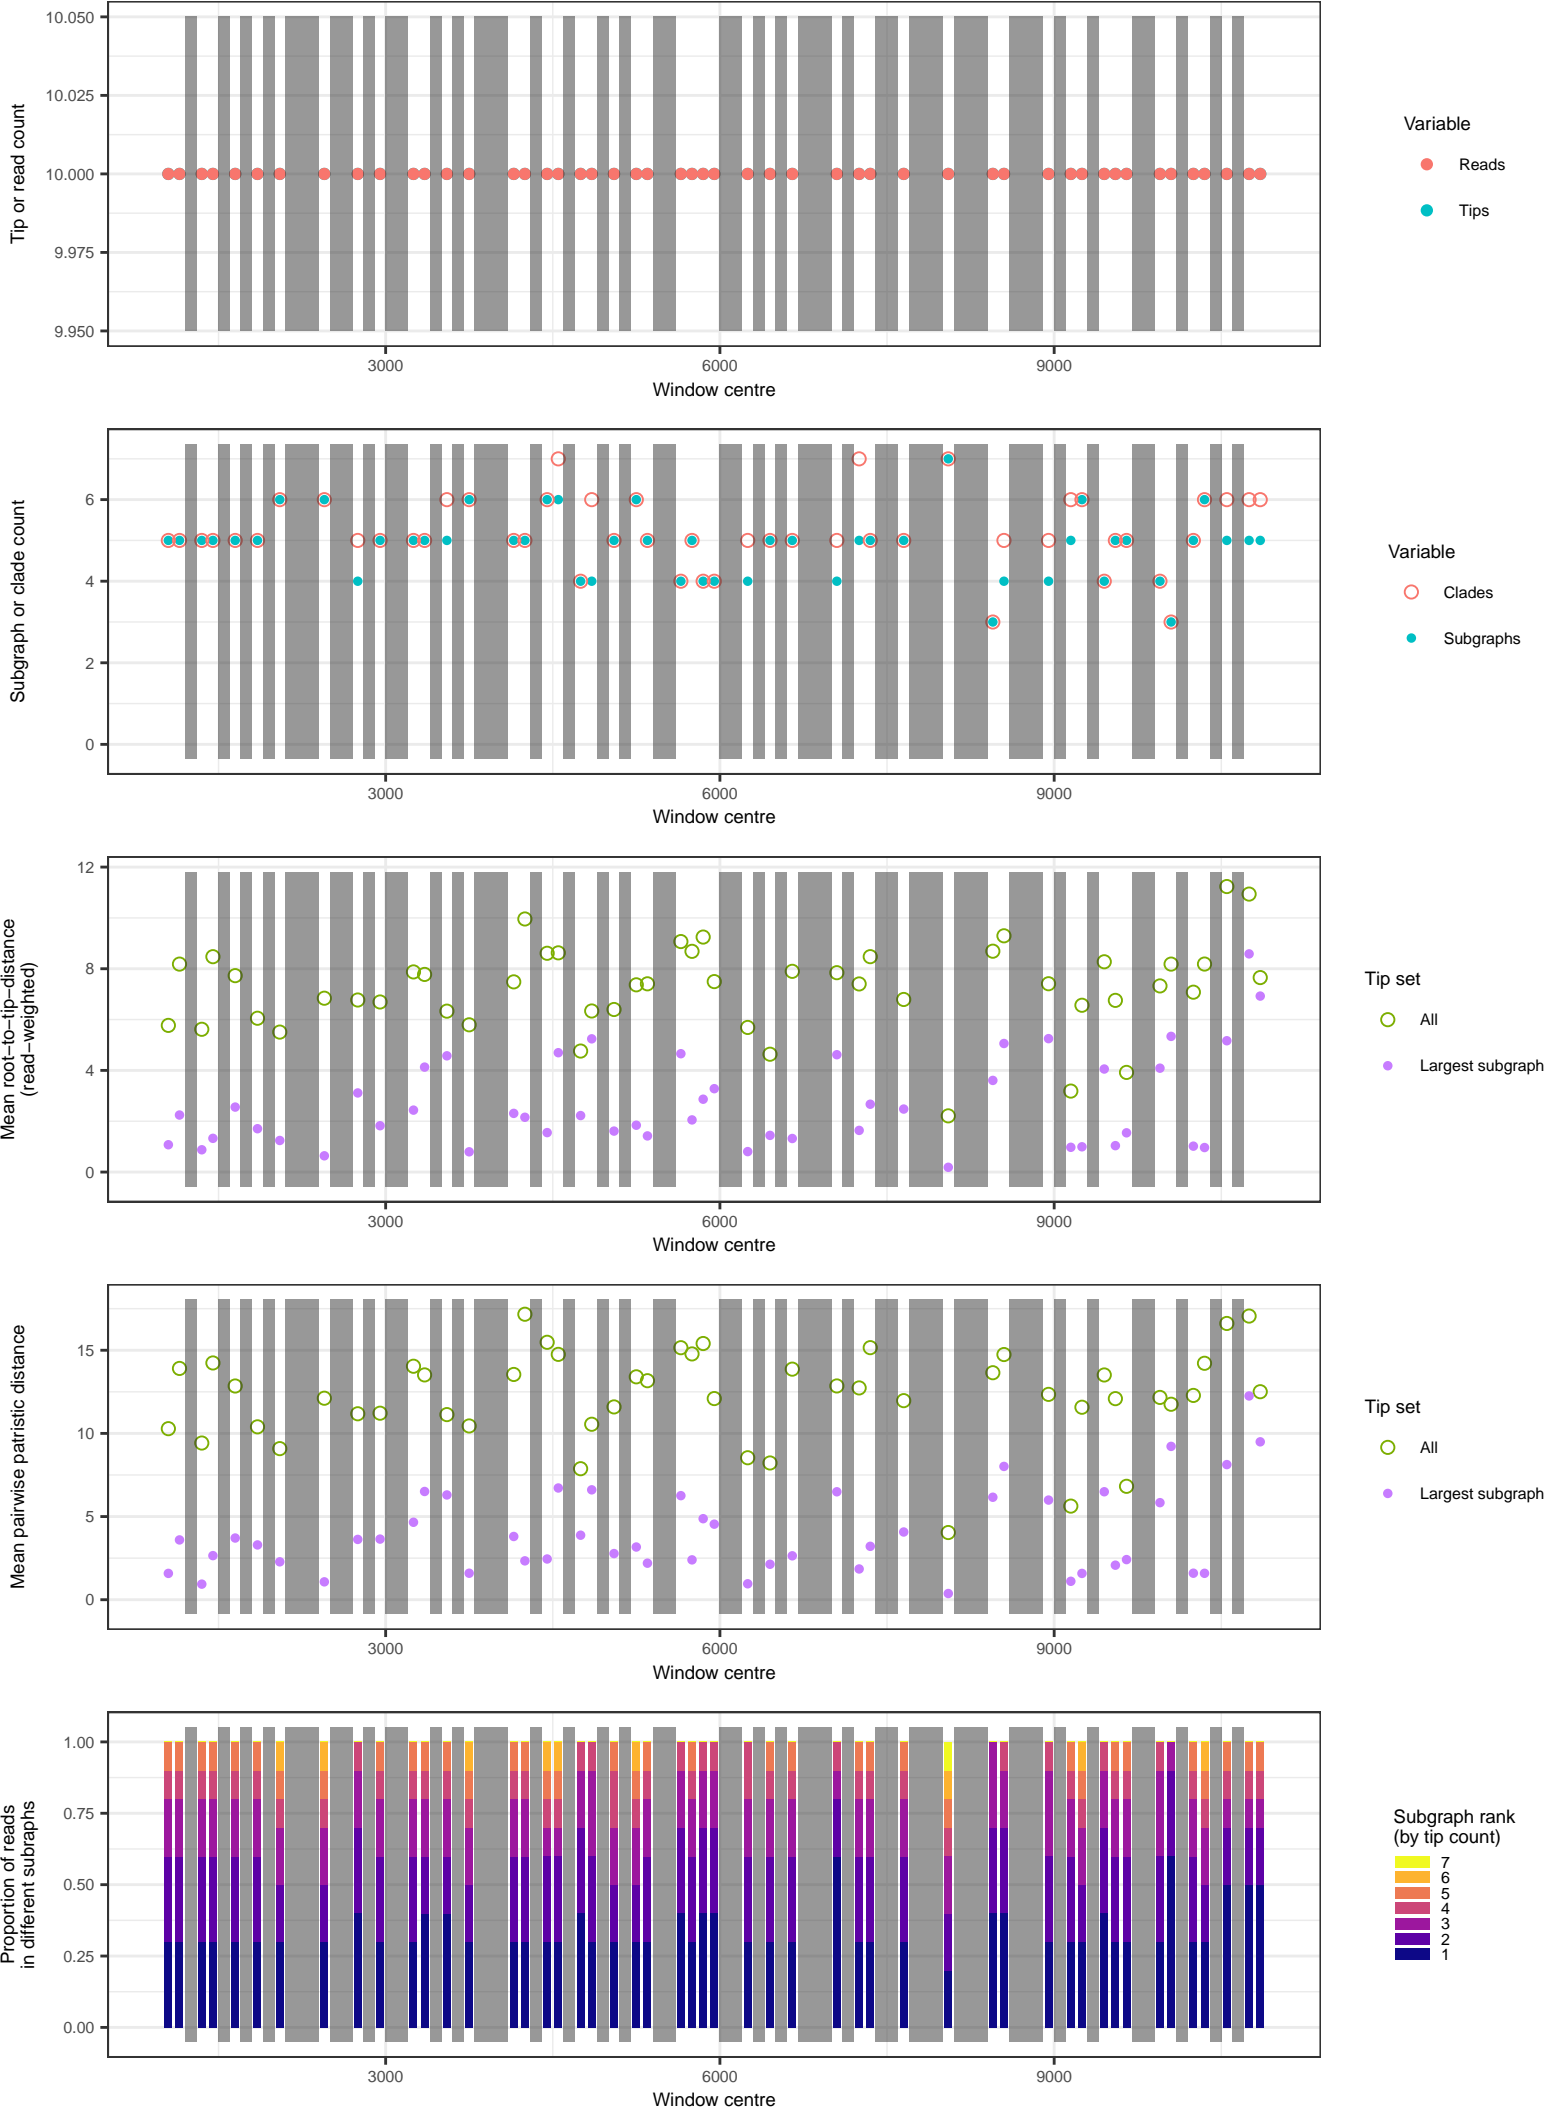 10.050
10.025
10.000
9.975
9.950
Tip or read count
3000
6000
9000
Window centre
Variable
Reads
Tips
6
4
2
0
Subgraph or clade count
3000
6000
9000
Window centre
Variable
Clades
Subgraphs
12
8
4
0
Mean root−to−tip−distance
(read−weighted)
3000
6000
9000
Window centre
Tip set
All
Largest subgraph
15
10
5
0
Mean pairwise patristic distance
3000
6000
9000
Window centre
Tip set
All
Largest subgraph
1.00
0.75
0.50
0.25
0.00
Proportion of reads
in different subraphs
3000
6000
9000
Window centre
Subgraph rank
(by tip count)
7
6
5
4
3
2
1